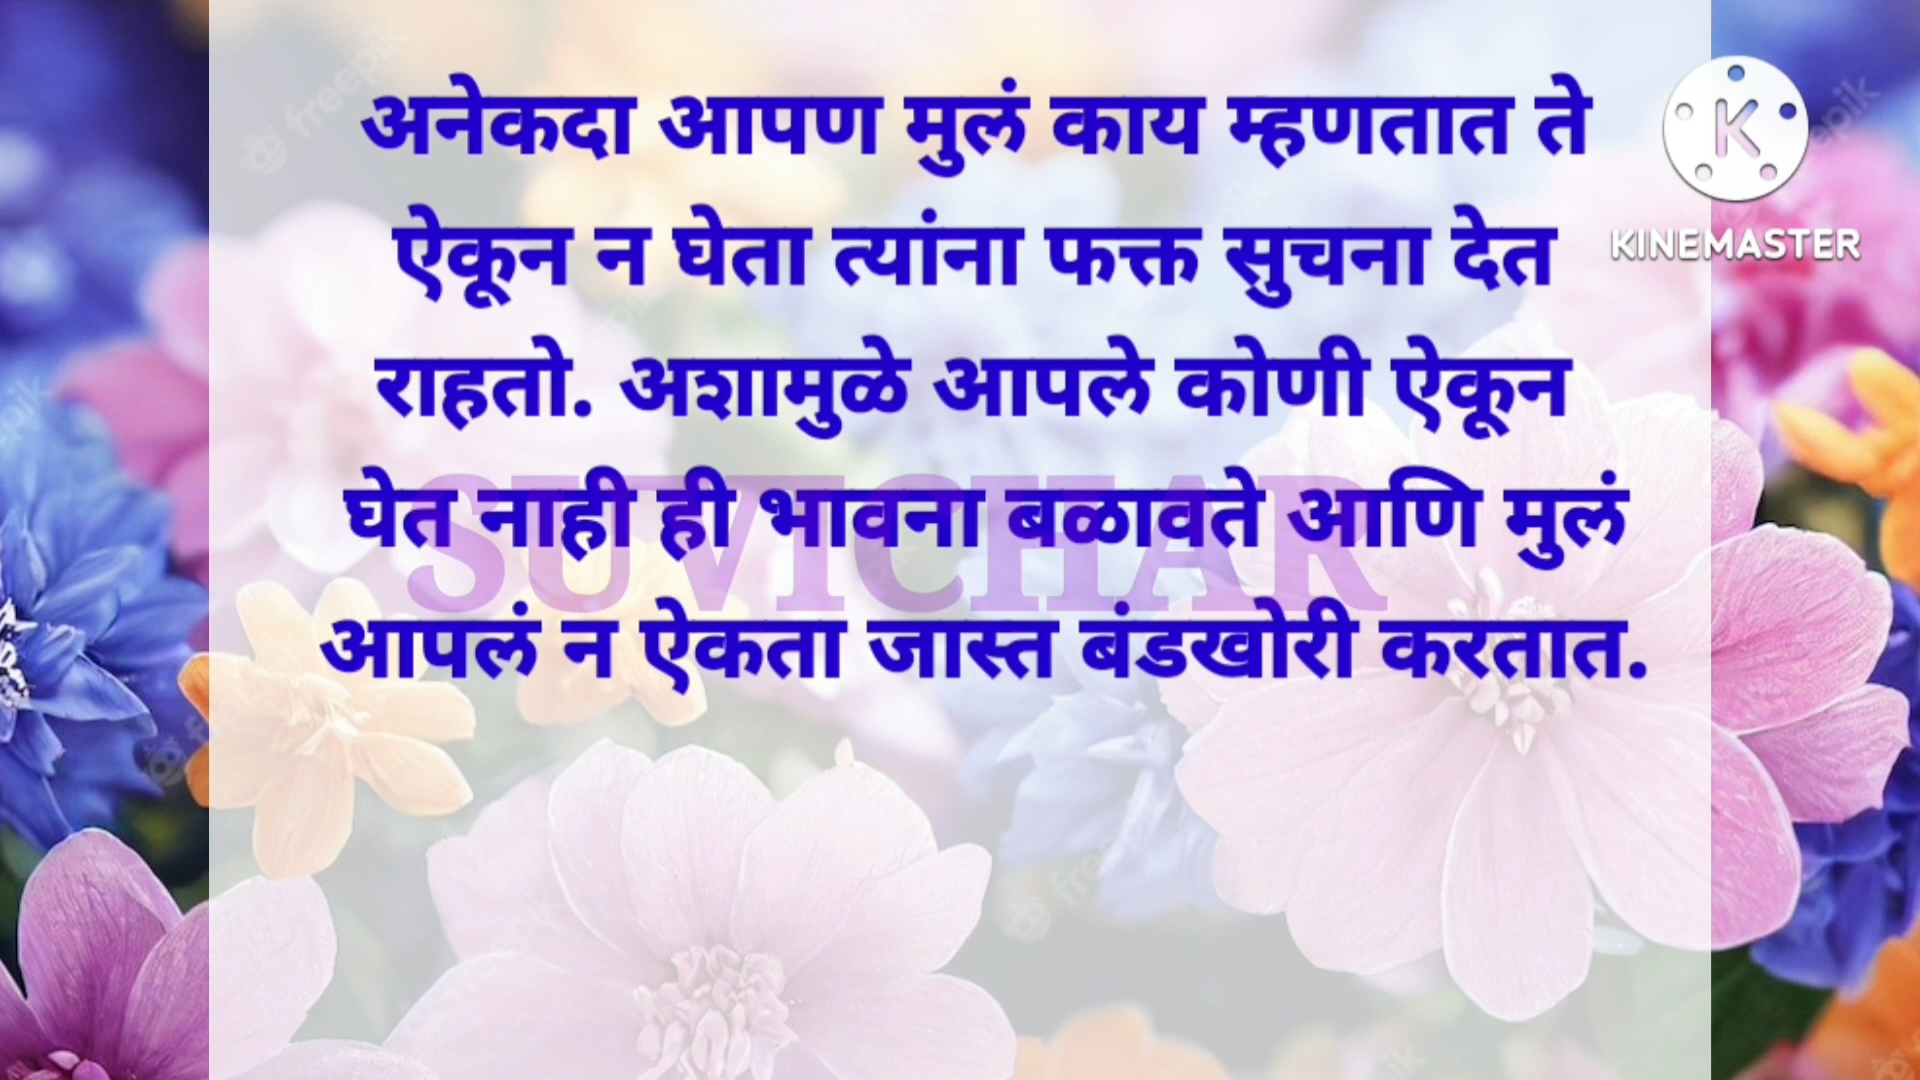 अनेकदा आपण मुलं काय म्हणतात ते
ऐकून न घेता त्यांना फक्त सुचना देत
राहतो. अशामुळे आपले कोणी ऐकून
घेत नाही ही भावना बळावते आणि मुलं
आपलं न ऐकता जास्त बंडखोरी करतात.
SUVICHAR
K
KINEMASTER
freepik